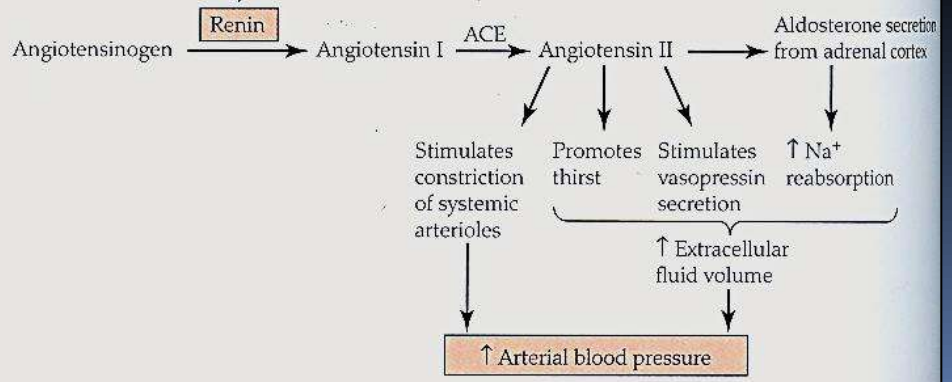 Renin
Angiotensinogen
Angiotensin I
ACE
Angiotensin II
Aldosterone secretion
from adrenal cortex
Stimulates
constriction
of systemic
arterioles
Promotes
thirst
Stimulates
vasopressin
secretion
↑ Na⁺
reabsorption
↑ Extracellular
fluid volume
↑ Arterial blood pressure